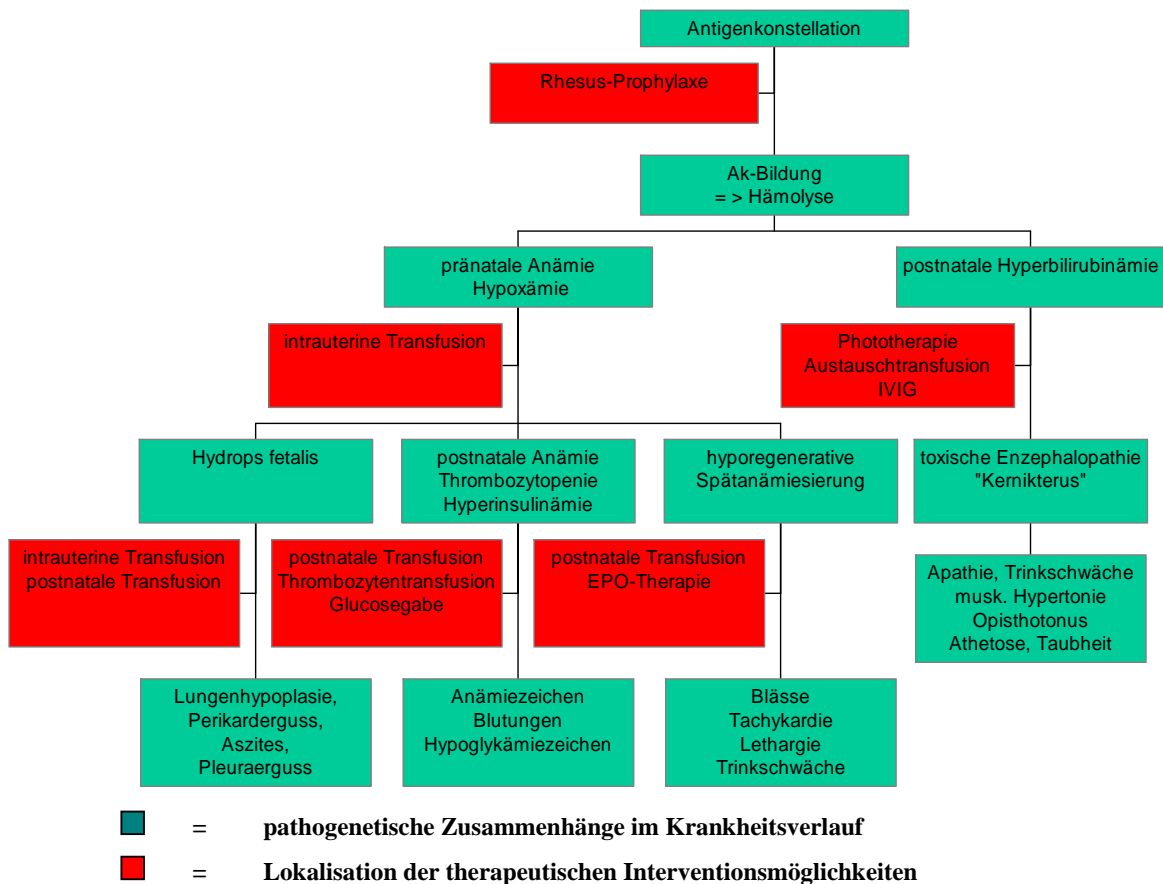 Antigenkonstellation
Rhesus-Prophylaxe
Ak-Bildung
= > Hämolyse
pränatale Anämie
Hypoxämie
postnatale Hyperbilirubinämie
intrauterine Transfusion
Phototherapie
Austauschtransfusion
IVIG
Hydrops fetalis
postnatale Anämie
Thrombozytopenie
Hyperinsulinämie
hyporegenerative
Spätanämiesierung
toxische Enzephalopathie
"Kernikterus"
intrauterine Transfusion
postnatale Transfusion
postnatale Transfusion
Thrombozytentransfusion
Glucosegabe
postnatale Transfusion
EPO-Therapie
Apathie, Trinkschwäche
musk. Hypertonie
Opisthotonus
Athetose, Taubheit
Lungenhypoplasie,
Perikarderguss,
Aszites,
Pleuraerguss
Anämiezeichen
Blutungen
Hypoglykämiezeichen
Blässe
Tachykardie
Lethargie
Trinkschwäche
= pathogenetische Zusammenhänge im Krankheitsverlauf
= Lokalisation der therapeutischen Interventionsmöglichkeiten